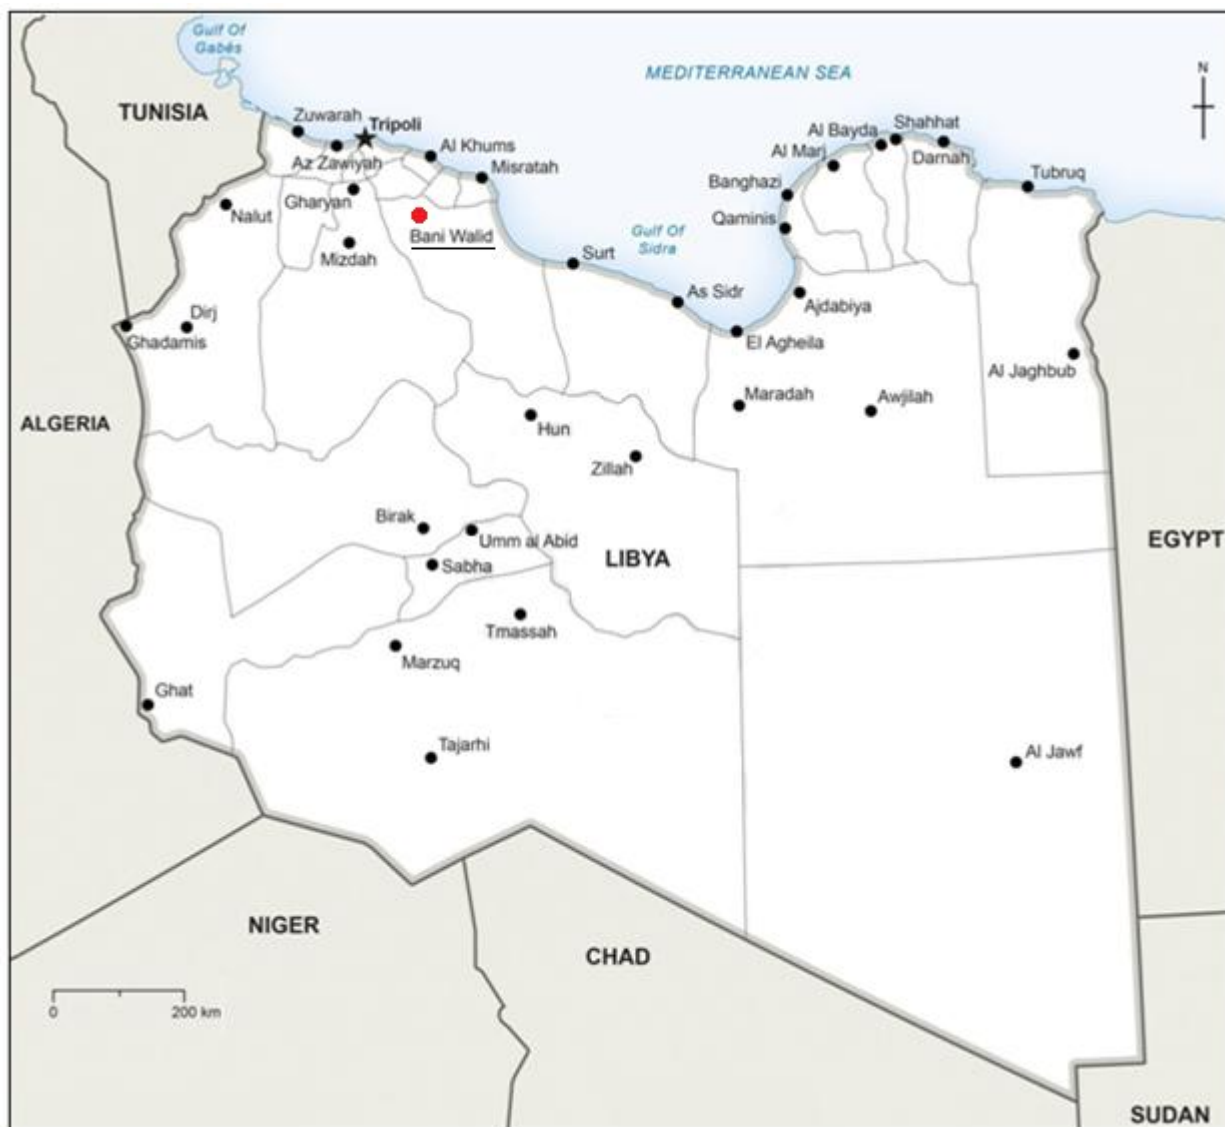 Gulf Of
Gabès
MEDITERRANEAN SEA
N
TUNISIA
Zuwarah
Tripoli
Az Zawiyah
Al Khums
Misratah
Al Bayda
Shahhat
Al Marj
Darnah
Tubruq
Banghazi
Nalut
Gharyan
Bani Walid
Qaminis
Gulf Of
Sidra
Mizdah
Surt
As Sidr
Ajdabiya
Dirj
Ghadamis
El Agheila
Al Jaghbub
ALGERIA
Maradah
Awjilah
Hun
Zillah
Birak
Umm al Abid
Sabha
LIBYA
EGYPT
Tmassah
Marzuq
Ghat
Tajarhi
Al Jawf
NIGER
CHAD
0
200 km
SUDAN